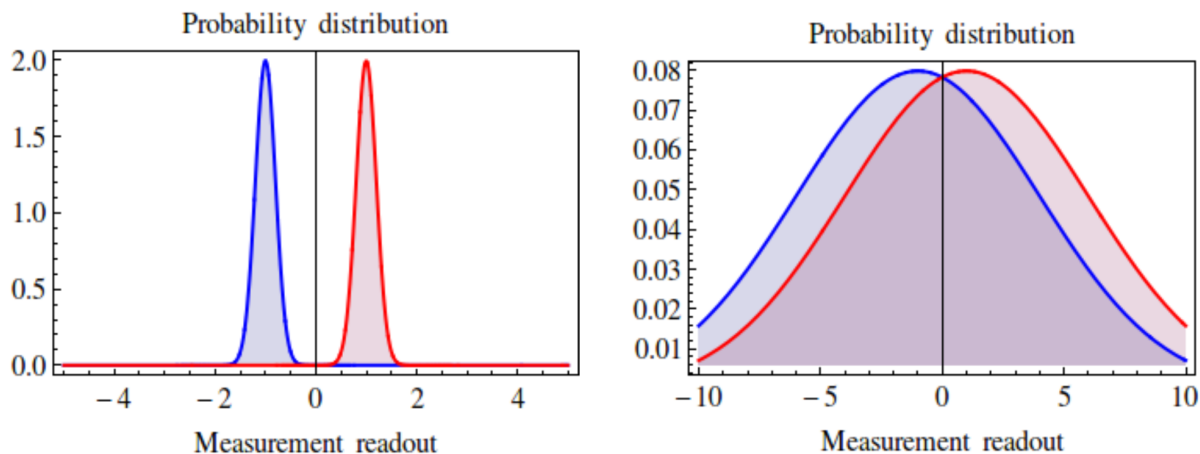 Probability distribution
2.0
1.5
1.0
0.5
0.0
−4 −2 0 2 4
Measurement readout
Probability distribution
0.08
0.07
0.06
0.05
0.04
0.03
0.02
0.01
−10 −5 0 5 10
Measurement readout